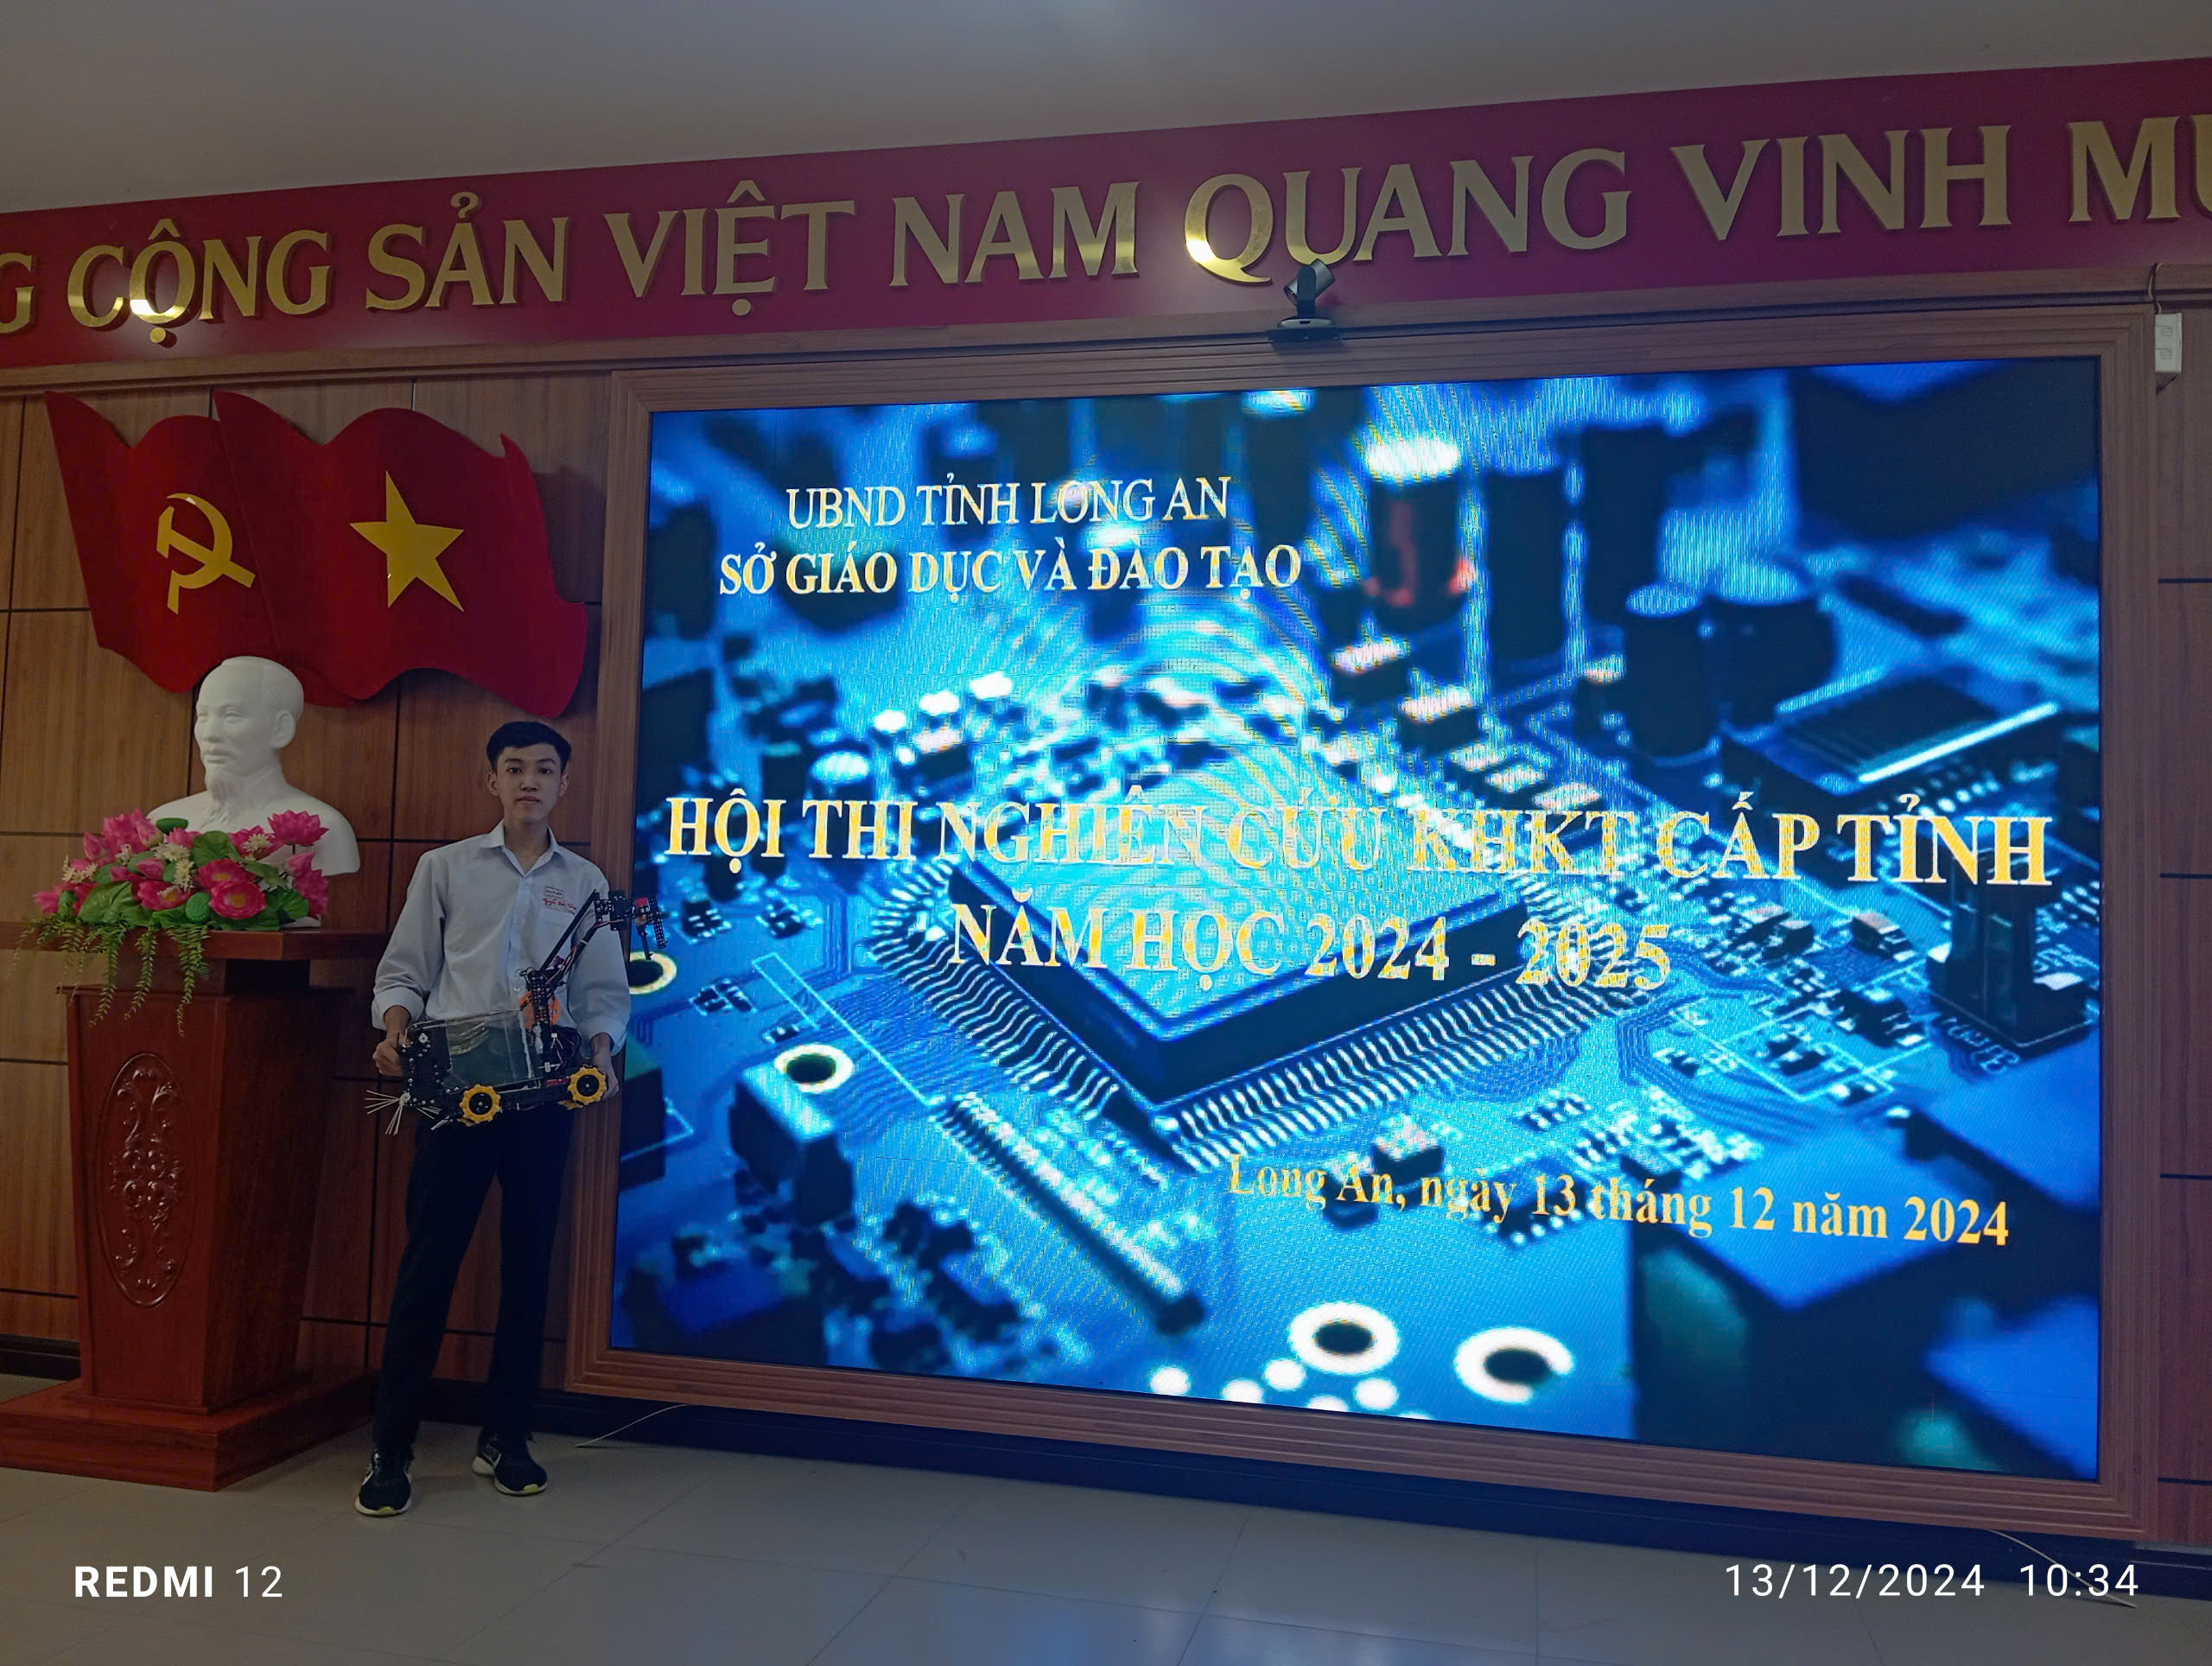 G CỘNG SẢN VIỆT NAM QUANG VINH MU
UBND TỈNH LONG AN
SỞ GIÁO DỤC VÀ ĐÀO TẠO
HỘI THI NGHIÊN CỨU KHKT CẤP TỈNH
NĂM HỌC 2024 - 2025
Long An, ngày 13 tháng 12 năm 2024
REDMI 12
13/12/2024 10:34